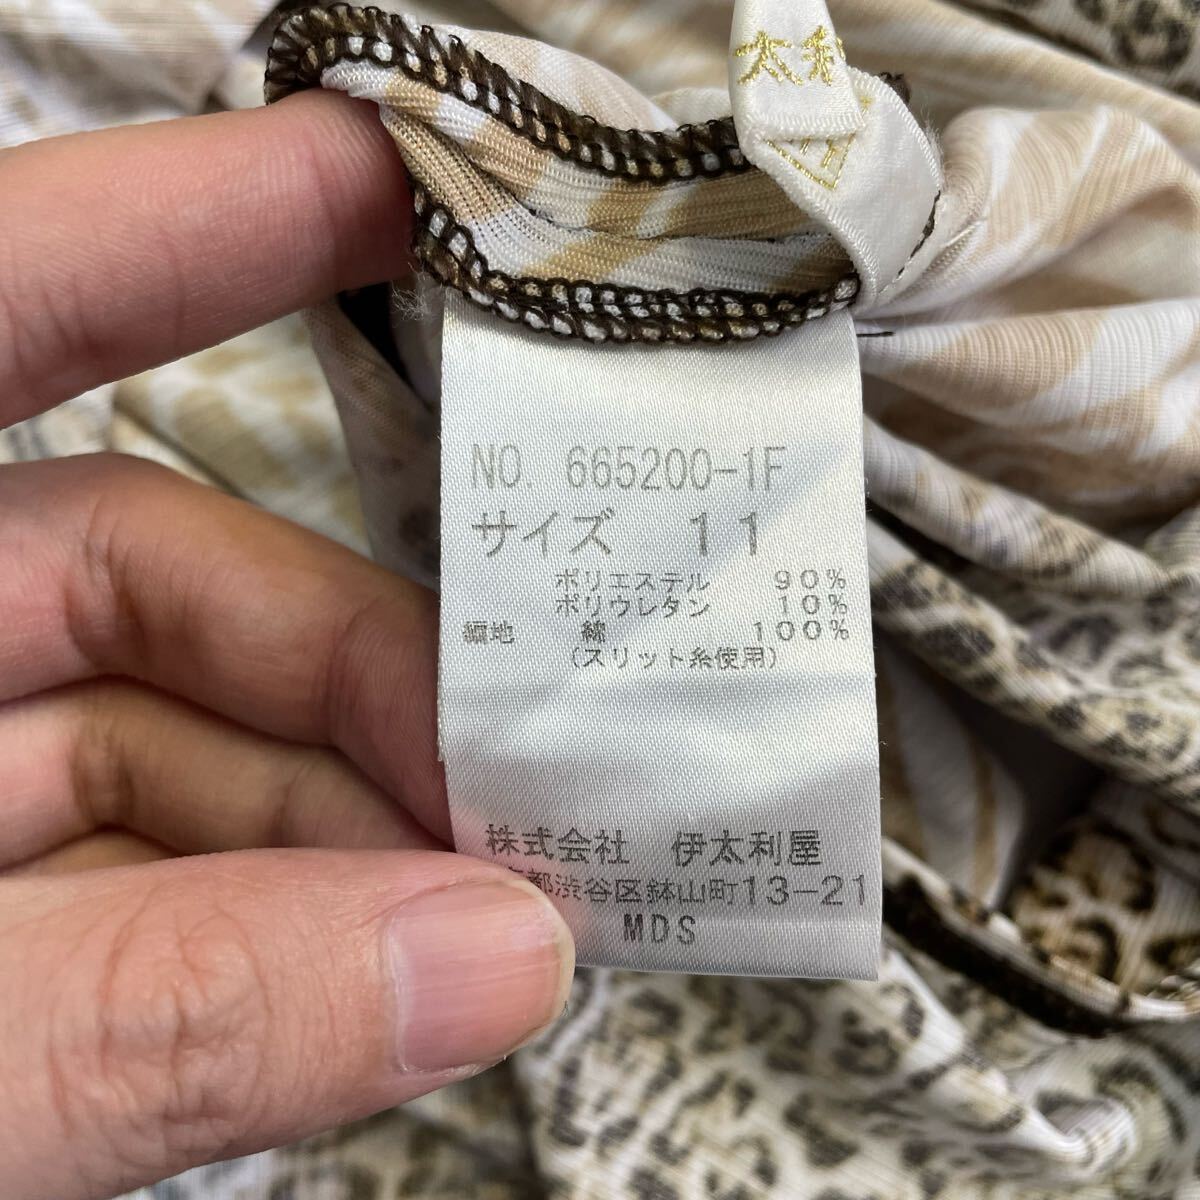 太利
NO. 665200-1F
サイズ 11
ポリエステル 90%
ポリウレタン 10%
編地 綿 100%
(スリット糸使用)
株式会社 伊太利屋
都渋谷区鉢山町13-21
MDS